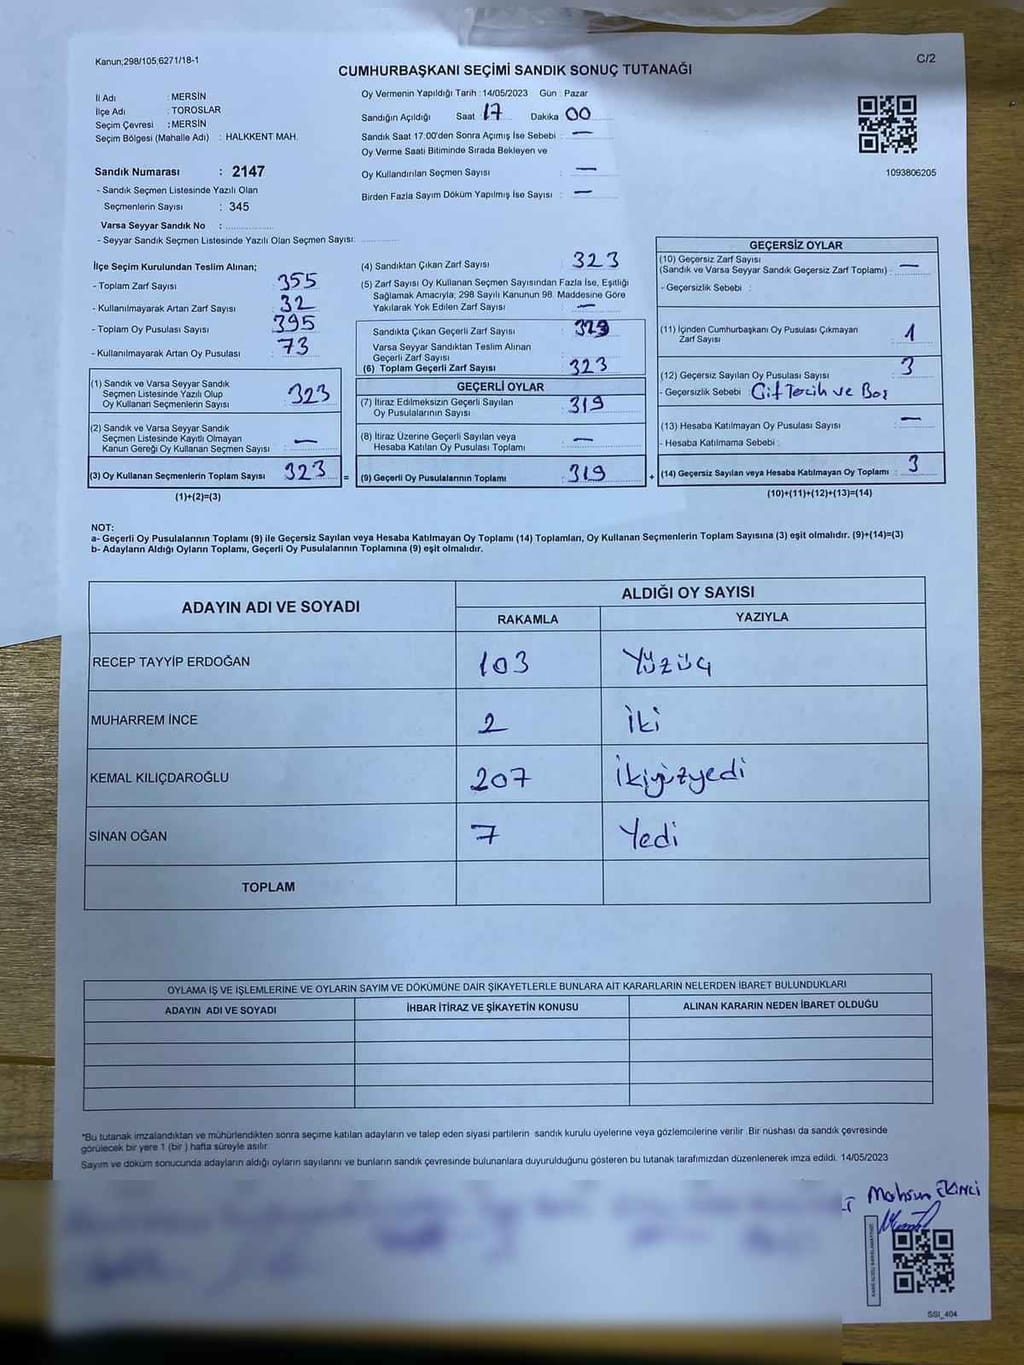 Kanun,298/105,6271/18-1
C/2
CUMHURBAŞKANI SEÇİMİ SANDIK SONUÇ TUTANAĞI
İl Adı : MERSİN
İlçe Adı : TOROSLAR
Seçim Çevresi : MERSİN
Seçim Bölgesi (Mahalle Adı) : HALKKENT MAH.
Sandık Numarası : 2147
- Sandık Seçmen Listesinde Yazılı Olan
Seçmenlerin Sayısı : 345
Varsa Seyyar Sandık No :
- Seyyar Sandık Seçmen Listesinde Yazılı Olan Seçmen Sayısı:
Oy Vermenin Yapıldığı Tarih : 14/05/2023 Gün : Pazar
Sandığın Açıldığı Saat 17 Dakika 00
Sandık Saat 17:00'den Sonra Açımış İse Sebebi : —
Oy Verme Saati Bitiminde Sırada Bekleyen ve
Oy Kullandırılan Seçmen Sayısı : —
Birden Fazla Sayım Döküm Yapılmış İse Sayısı : —
1093806205
İlçe Seçim Kurulundan Teslim Alınan;
- Toplam Zarf Sayısı : 355
- Kullanılmayarak Artan Zarf Sayısı : 32
- Toplam Oy Pusulası Sayısı : 395
- Kullanılmayarak Artan Oy Pusulası : 73
(1) Sandık ve Varsa Seyyar Sandık
Seçmen Listesinde Yazılı Olup
Oy Kullanan Seçmenlerin Sayısı : 323
(2) Sandık ve Varsa Seyyar Sandık
Seçmen Listesinde Kayıtlı Olmayan
Kanun Gereği Oy Kullanan Seçmen Sayısı : —
(3) Oy Kullanan Seçmenlerin Toplam Sayısı : 323
(1)+(2)=(3)
=
(4) Sandıktan Çıkan Zarf Sayısı : 323
(5) Zarf Sayısı Oy Kullanan Seçmen Sayısından Fazla İse, Eşitliği
Sağlamak Amacıyla; 298 Sayılı Kanunun 98. Maddesine Göre
Yakılarak Yok Edilen Zarf Sayısı : —
Sandıkta Çıkan Geçerli Zarf Sayısı :
Varsa Seyyar Sandıktan Teslim Alınan
Geçerli Zarf Sayısı :
(6) Toplam Geçerli Zarf Sayısı : 323
GEÇERLİ OYLAR
(7) İtiraz Edilmeksizin Geçerli Sayılan
Oy Pusulalarının Sayısı : 319
(8) İtiraz Üzerine Geçerli Sayılan veya
Hesaba Katılan Oy Pusulası Toplamı : —
(9) Geçerli Oy Pusulalarının Toplamı : 319
+
GEÇERSİZ OYLAR
(10) Geçersiz Zarf Sayısı
(Sandık ve Varsa Seyyar Sandık Geçersiz Zarf Toplamı) : —
- Geçersizlik Sebebi :
(11) İçinden Cumhurbaşkanı Oy Pusulası Çıkmayan
Zarf Sayısı : 1
(12) Geçersiz Sayılan Oy Pusulası Sayısı : 3
- Geçersizlik Sebebi : Çift Tercih ve Boş
(13) Hesaba Katılmayan Oy Pusulası Sayısı : —
- Hesaba Katılmama Sebebi :
(14) Geçersiz Sayılan veya Hesaba Katılmayan Oy Toplamı : 3
(10)+(11)+(12)+(13)=(14)
NOT:
a- Geçerli Oy Pusulalarının Toplamı (9) ile Geçersiz Sayılan veya Hesaba Katılmayan Oy Toplamı (14) Toplamları, Oy Kullanan Seçmenlerin Toplam Sayısına (3) eşit olmalıdır. (9)+(14)=(3)
b- Adayların Aldığı Oyların Toplamı, Geçerli Oy Pusulalarının Toplamına (9) eşit olmalıdır.
ADAYIN ADI VE SOYADI
ALDIĞI OY SAYISI
RAKAMLA YAZIYLA
RECEP TAYYİP ERDOĞAN 103 Yüzüç
MUHARREM İNCE 2 İki
KEMAL KILIÇDAROĞLU 207 İkiyüzyedi
SİNAN OĞAN 7 Yedi
TOPLAM
OYLAMA İŞ VE İŞLEMLERİNE VE OYLARIN SAYIM VE DÖKÜMÜNE DAİR ŞİKAYETLERLE BUNLARA AİT KARARLARIN NELERDEN İBARET BULUNDUKLARI
ADAYIN ADI VE SOYADI İHBAR İTİRAZ VE ŞİKAYETİN KONUSU ALINAN KARARIN NEDEN İBARET OLDUĞU
*Bu tutanak imzalandıktan ve mühürlendikten sonra seçime katılan adayların ve talep eden siyasi partilerin sandık kurulu üyelerine veya gözlemcilerine verilir. Bir nüshası da sandık çevresinde
görülecek bir yere 1 (bir) hafta süreyle asılır.
Sayım ve döküm sonucunda adayların aldığı oyların sayılarını ve bunların sandık çevresinde bulunanlara duyurulduğunu gösteren bu tutanak tarafımızdan düzenlenerek imza edildi. 14/05/2023
Mahsun EKİNCİ
SSI_404